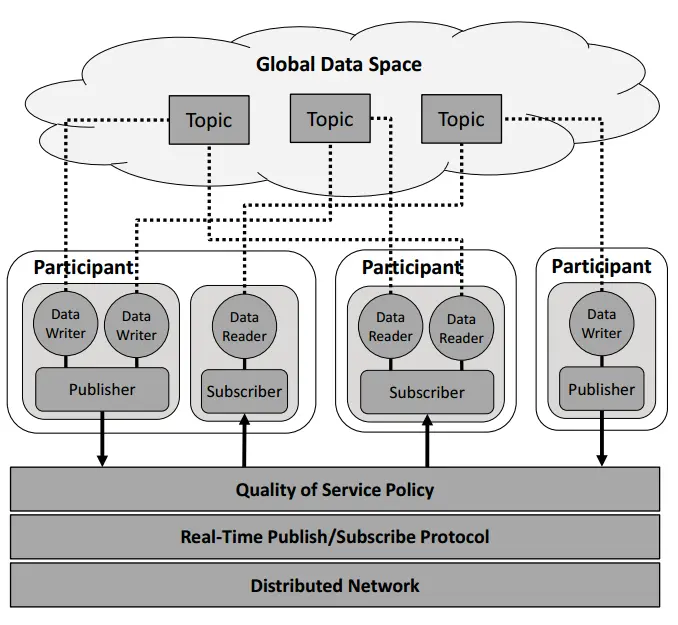 Global Data Space
Topic
Topic
Topic
Participant
Data
Writer
Data
Writer
Publisher
Data
Reader
Subscriber
Participant
Data
Reader
Data
Reader
Subscriber
Participant
Data
Writer
Publisher
Quality of Service Policy
Real-Time Publish/Subscribe Protocol
Distributed Network